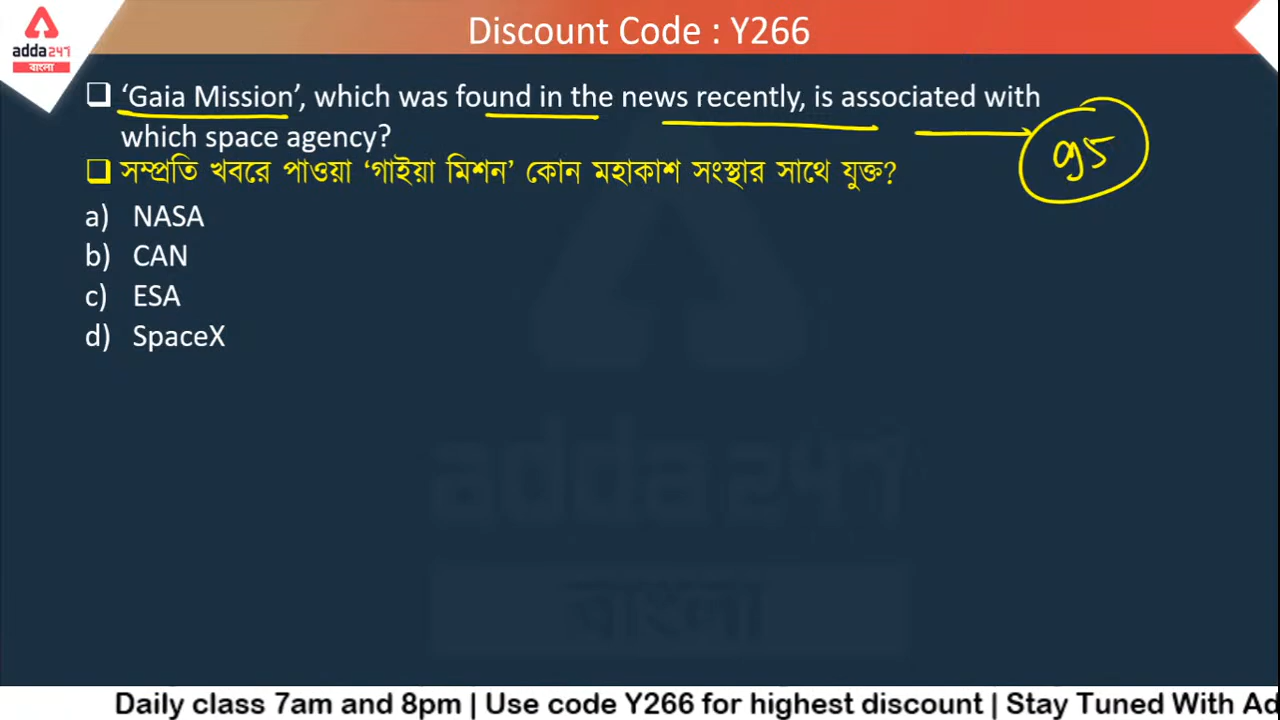 Discount Code : Y266
adda247
বাংলা
❑ ‘Gaia Mission’, which was found in the news recently, is associated with
which space agency?
❑ সম্প্রতি খবরে পাওয়া ‘গাইয়া মিশন’ কোন মহাকাশ সংস্থার সাথে যুক্ত?
a) NASA
b) CAN
c) ESA
d) SpaceX
adda247
বাংলা
Daily class 7am and 8pm | Use code Y266 for highest discount | Stay Tuned With Ad